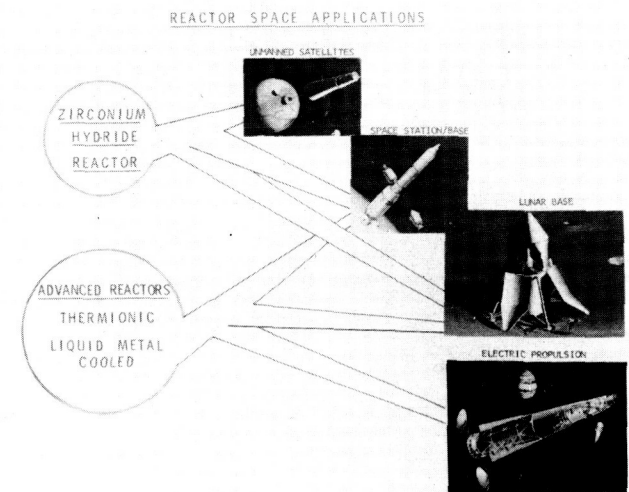 REACTOR SPACE APPLICATIONS
UNMANNED SATELLITES
ZIRCONIUM
HYDRIDE
REACTOR
SPACE STATION/BASE
LUNAR BASE
ADVANCED REACTORS
THERMIONIC
LIQUID METAL
COOLED
ELECTRIC PROPULSION